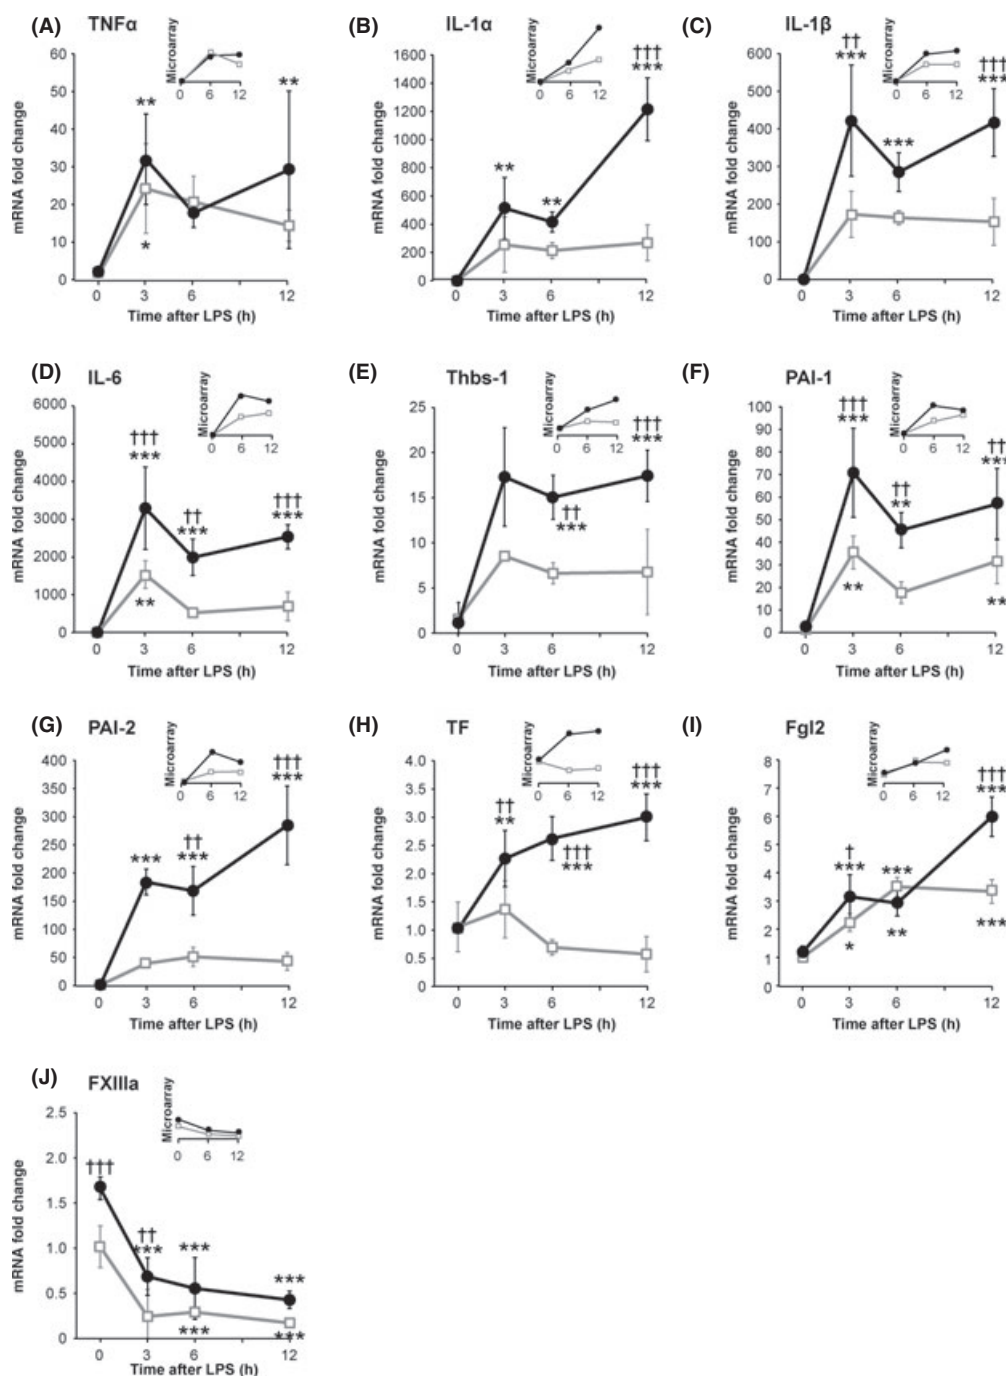 (A) TNFα
Microarray
0 6 12
mRNA fold change
60
50
40
30
20
10
0
** ** *
0 3 6 12
Time after LPS (h)
(B) IL-1α
Microarray
0 6 12
mRNA fold change
1600
1400
1200
1000
800
600
400
200
0
†††
***
** **
0 3 6 12
Time after LPS (h)
(C) IL-1β
Microarray
0 6 12
mRNA fold change
600
500
400
300
200
100
0
†† †††
*** *** ***
0 3 6 12
Time after LPS (h)
(D) IL-6
Microarray
0 6 12
mRNA fold change
6000
5000
4000
3000
2000
1000
0
††† †† †††
*** *** ***
**
0 3 6 12
Time after LPS (h)
(E) Thbs-1
Microarray
0 6 12
mRNA fold change
25
20
15
10
5
0
†† †††
*** ***
0 3 6 12
Time after LPS (h)
(F) PAI-1
Microarray
0 6 12
mRNA fold change
100
90
80
70
60
50
40
30
20
10
0
††† †† ††
*** ** ***
** **
0 3 6 12
Time after LPS (h)
(G) PAI-2
Microarray
0 6 12
mRNA fold change
400
350
300
250
200
150
100
50
0
†† †††
*** *** ***
0 3 6 12
Time after LPS (h)
(H) TF
Microarray
0 6 12
mRNA fold change
4.0
3.5
3.0
2.5
2.0
1.5
1.0
0.5
0
†† ††† †††
** *** ***
0 3 6 12
Time after LPS (h)
(I) Fgl2
Microarray
0 6 12
mRNA fold change
8
7
6
5
4
3
2
1
0
† †††
*** *** ***
* ** ***
0 3 6 12
Time after LPS (h)
(J) FXIIIa
Microarray
0 6 12
mRNA fold change
2.5
2.0
1.5
1.0
0.5
0
††† ††
*** *** ***
*** ***
0 3 6 12
Time after LPS (h)